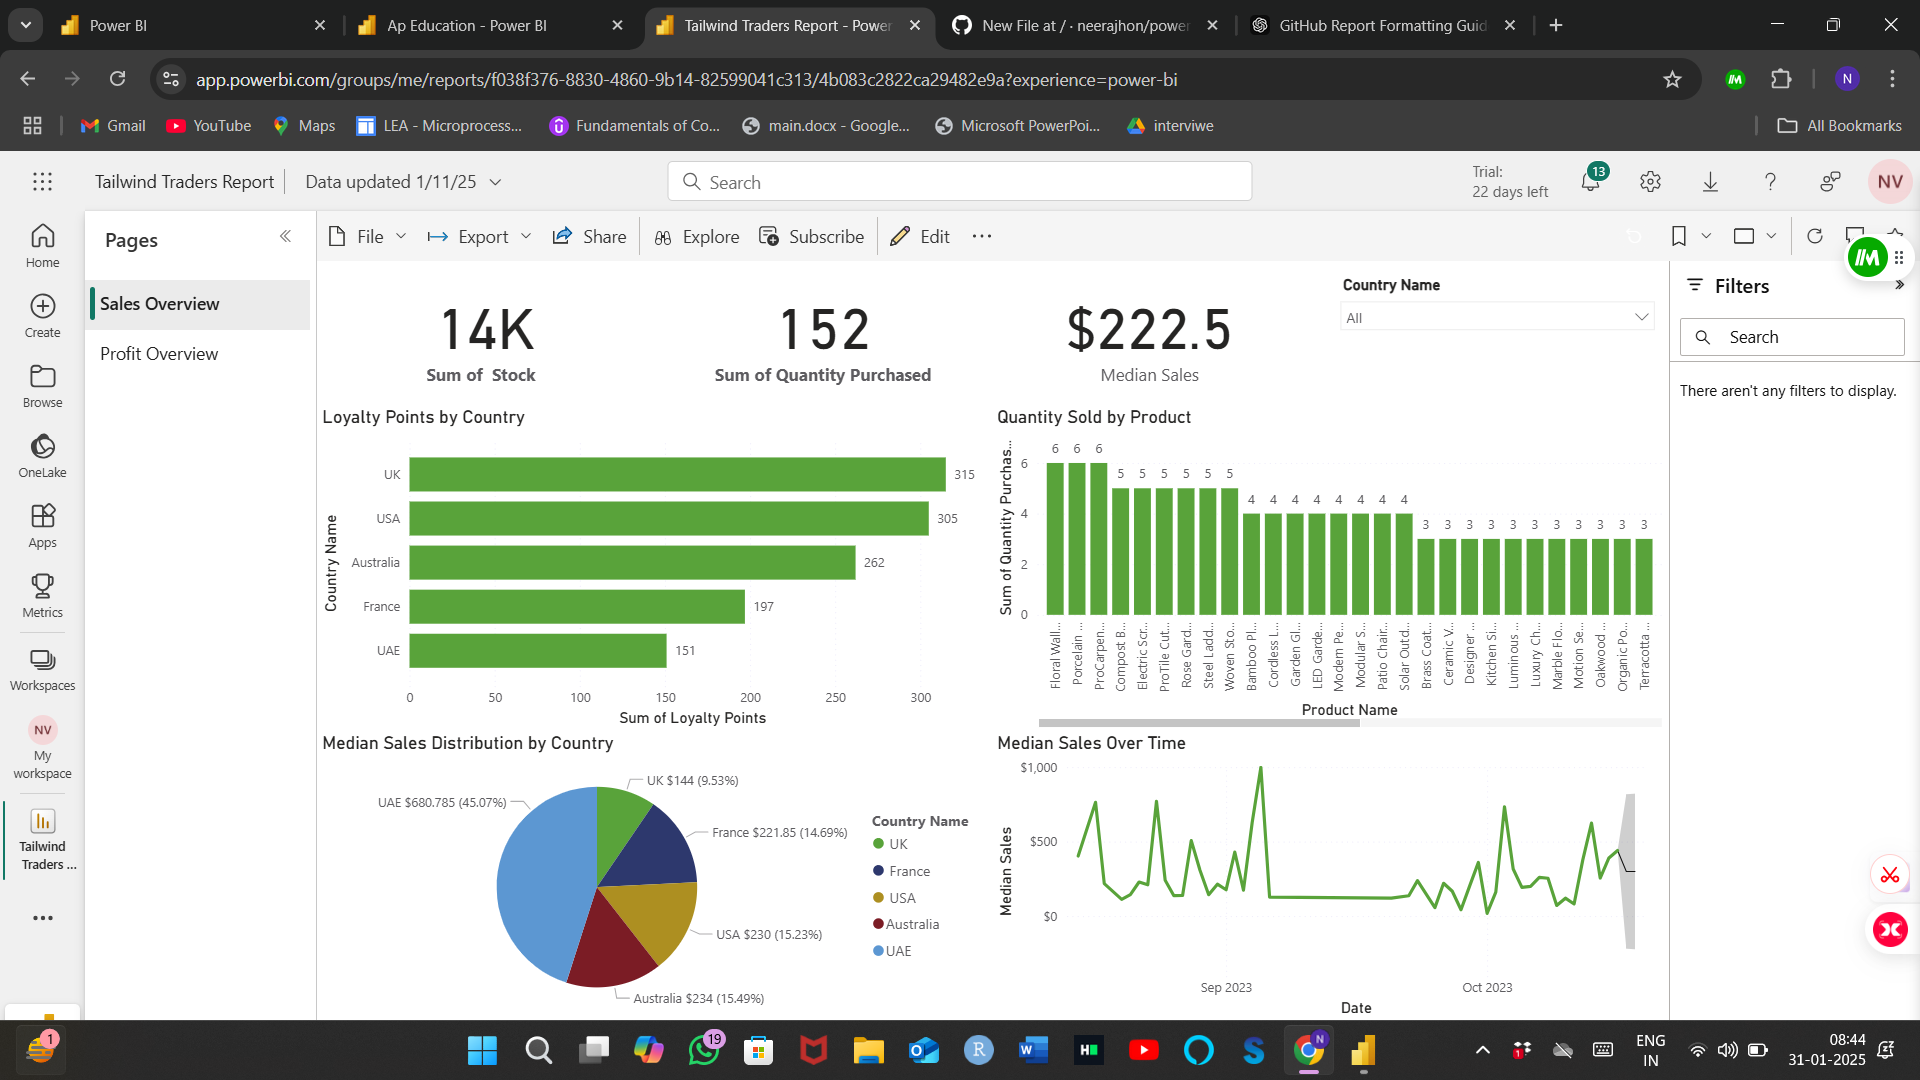 Power BI
Ap Education - Power BI
Tailwind Traders Report - Power
New File at / · neerajhon/power
GitHub Report Formatting Guid
app.powerbi.com/groups/me/reports/f038f376-8830-4860-9b14-82599041c313/4b083c2822ca29482e9a?experience=power-bi
N
Gmail
YouTube
Maps
LEA - Microprocess...
Fundamentals of Co...
main.docx - Google...
Microsoft PowerPoi...
interviwe
All Bookmarks
Tailwind Traders Report
Data updated 1/11/25
Search
Trial:
22 days left
13
NV
Home
Create
Browse
OneLake
Apps
Metrics
Workspaces
NV
My
workspace
Tailwind
Traders ...
Pages
Sales Overview
Profit Overview
File
Export
Share
Explore
Subscribe
Edit
14K
Sum of Stock
152
Sum of Quantity Purchased
$222.5
Median Sales
Country Name
All
Filters
Search
There aren't any filters to display.
Loyalty Points by Country
Country Name
UK
315
USA
305
Australia
262
France
197
UAE
151
0 50 100 150 200 250 300
Sum of Loyalty Points
Quantity Sold by Product
Sum of Quantity Purchas...
6
4
2
0
6 6 6 5 5 5 5 5 5 4 4 4 4 4 4 4 4 3 3 3 3 3 3 3 3 3 3 3
Floral Wall...
Porcelain ...
ProCarpen...
Compost B...
Electric Scr...
ProTile Cut...
Rose Gard...
Steel Ladd...
Woven Sto...
Bamboo Pl...
Cordless L...
Garden Gl...
LED Garde...
Modern Pe...
Modular S...
Patio Chair...
Solar Outd...
Brass Coat...
Ceramic V...
Designer ...
Kitchen Si...
Luminous ...
Luxury Ch...
Marble Flo...
Motion Se...
Oakwood ...
Organic Po...
Terracotta ...
Product Name
Median Sales Distribution by Country
UK $144 (9.53%)
UAE $680.785 (45.07%)
France $221.85 (14.69%)
USA $230 (15.23%)
Australia $234 (15.49%)
Country Name
UK
France
USA
Australia
UAE
Median Sales Over Time
Median Sales
$1,000
$500
$0
Sep 2023
Oct 2023
Date
1
19
N
1
ENG
IN
08:44
31-01-2025